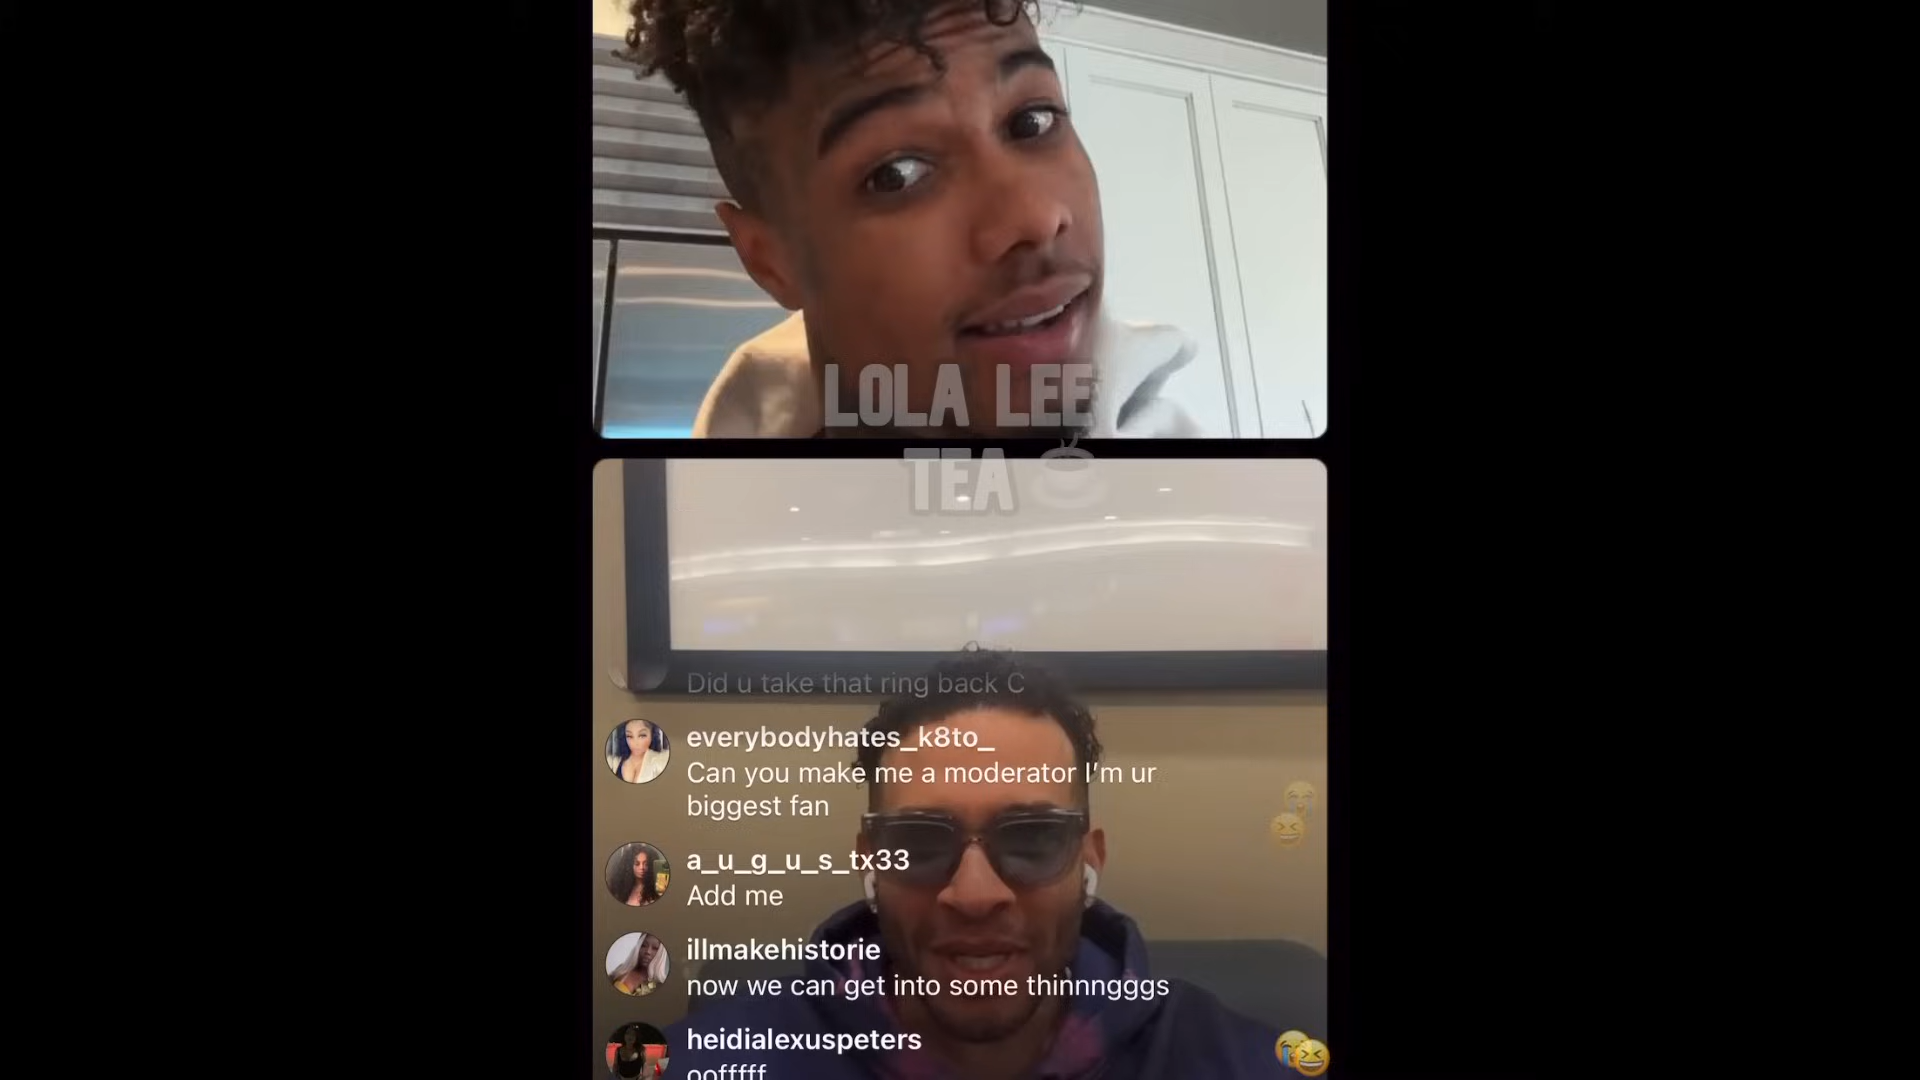 LOLA LEE
TEA
Did u take that ring back C
everybodyhates_k8to_
Can you make me a moderator I’m ur
biggest fan
a_u_g_u_s_tx33
Add me
illmakehistorie
now we can get into some thinnngggs
heidialexuspeters
oofffff